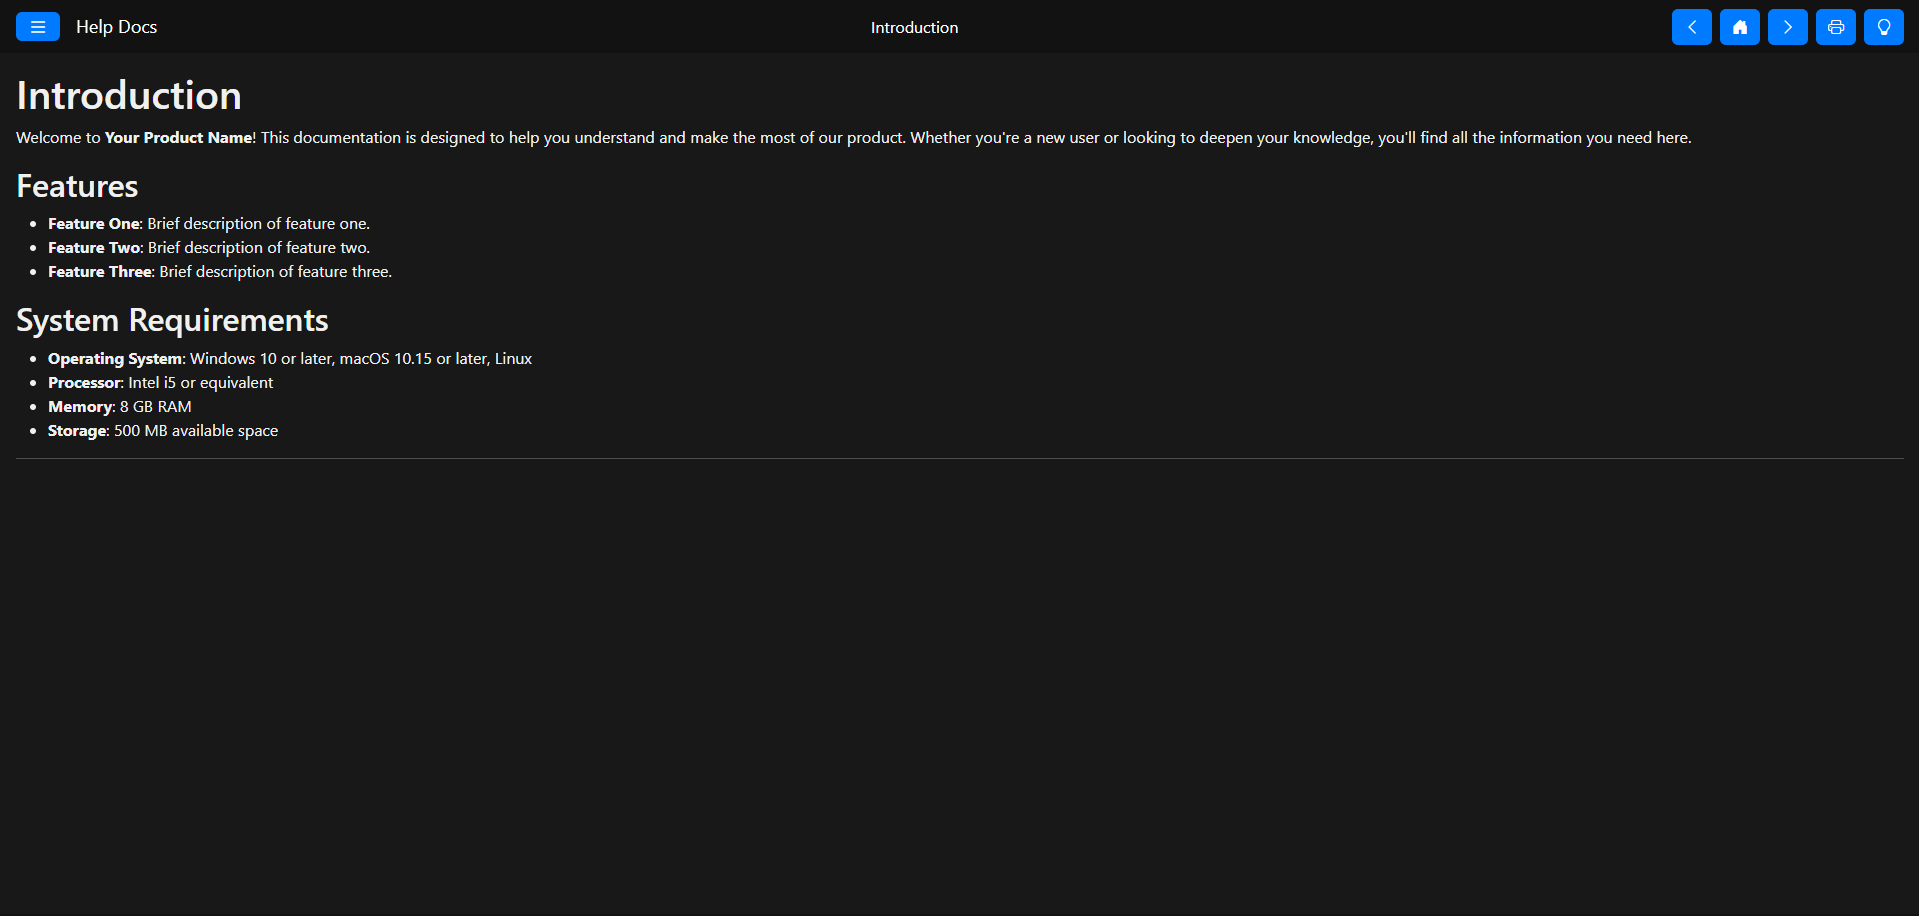 Help Docs
Introduction
Introduction
Welcome to Your Product Name! This documentation is designed to help you understand and make the most of our product. Whether you're a new user or looking to deepen your knowledge, you'll find all the information you need here.
Features
Feature One: Brief description of feature one.
Feature Two: Brief description of feature two.
Feature Three: Brief description of feature three.
System Requirements
Operating System: Windows 10 or later, macOS 10.15 or later, Linux
Processor: Intel i5 or equivalent
Memory: 8 GB RAM
Storage: 500 MB available space